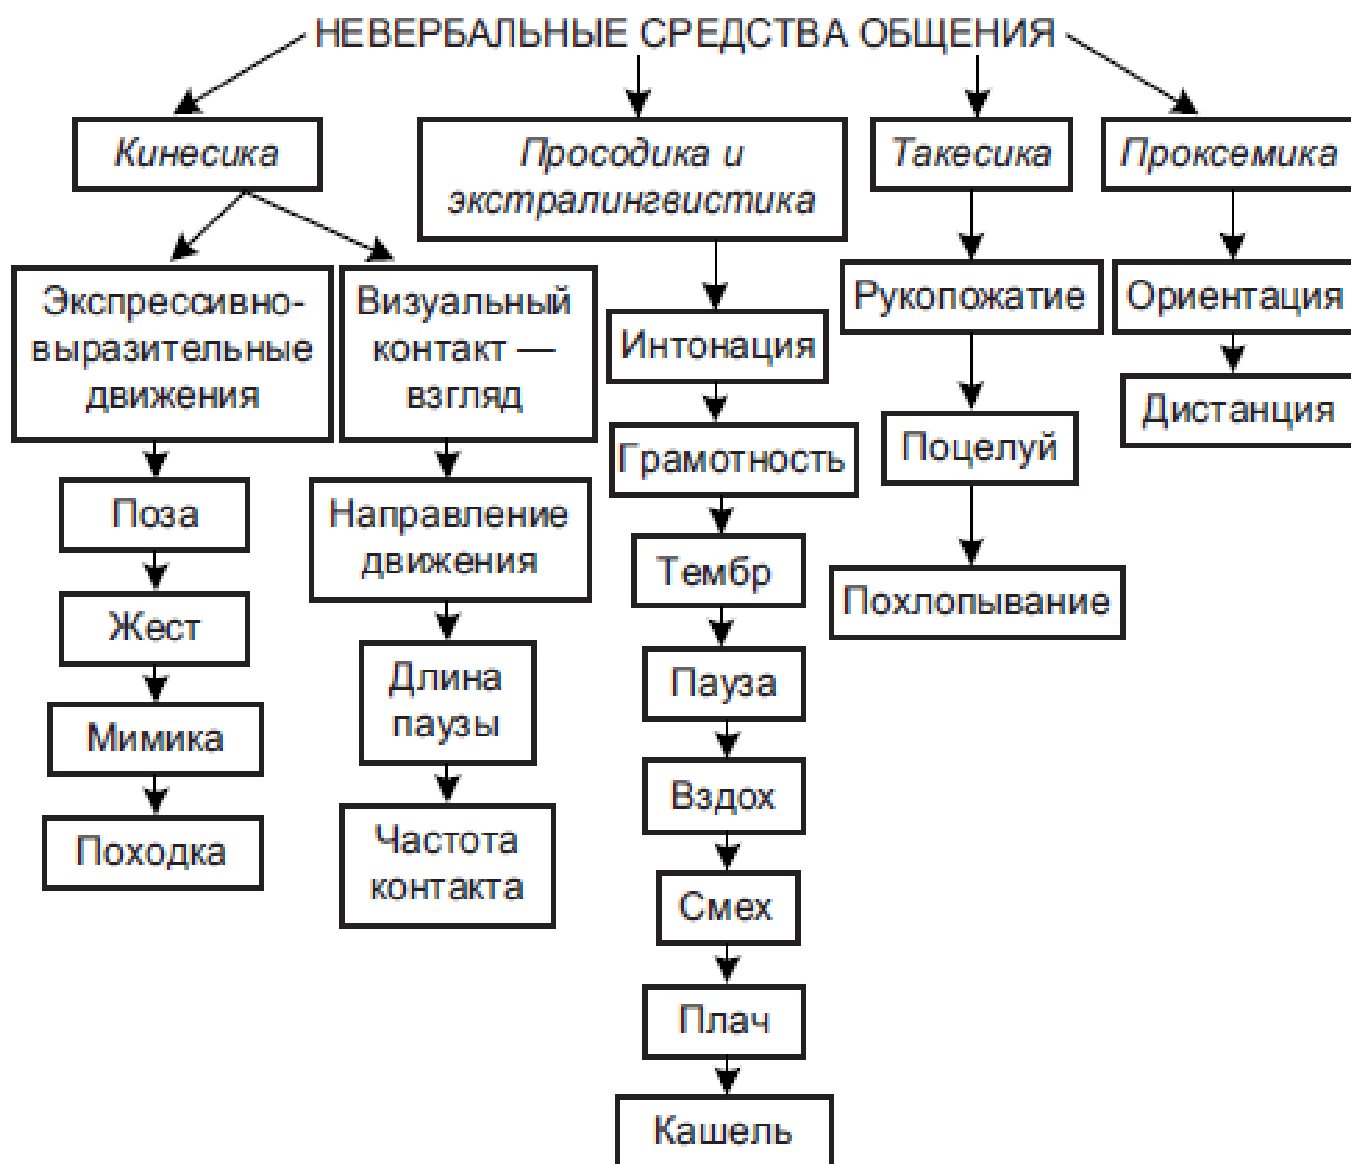 НЕВЕРБАЛЬНЫЕ СРЕДСТВА ОБЩЕНИЯ
Кинесика
Просодика и
экстралингвистика
Такесика
Проксемика
Экспрессивно-
выразительные
движения
Визуальный
контакт —
взгляд
Поза
Жест
Мимика
Походка
Направление
движения
Длина
паузы
Частота
контакта
Интонация
Грамотность
Тембр
Пауза
Вздох
Смех
Плач
Кашель
Рукопожатие
Поцелуй
Похлопывание
Ориентация
Дистанция